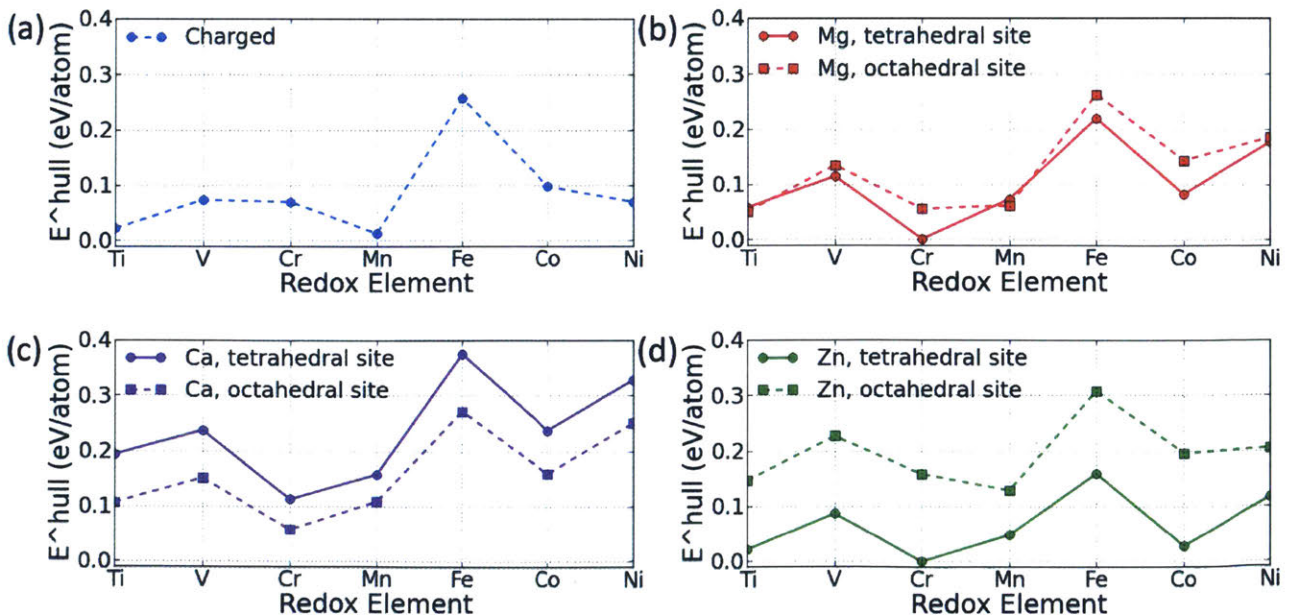 (a)
E^hull (eV/atom)
0.4
0.3
0.2
0.1
0.0
Charged
Ti V Cr Mn Fe Co Ni
Redox Element
(b)
E^hull (eV/atom)
0.4
0.3
0.2
0.1
0.0
Mg, tetrahedral site
Mg, octahedral site
Ti V Cr Mn Fe Co Ni
Redox Element
(c)
E^hull (eV/atom)
0.4
0.3
0.2
0.1
0.0
Ca, tetrahedral site
Ca, octahedral site
Ti V Cr Mn Fe Co Ni
Redox Element
(d)
E^hull (eV/atom)
0.4
0.3
0.2
0.1
0.0
Zn, tetrahedral site
Zn, octahedral site
Ti V Cr Mn Fe Co Ni
Redox Element